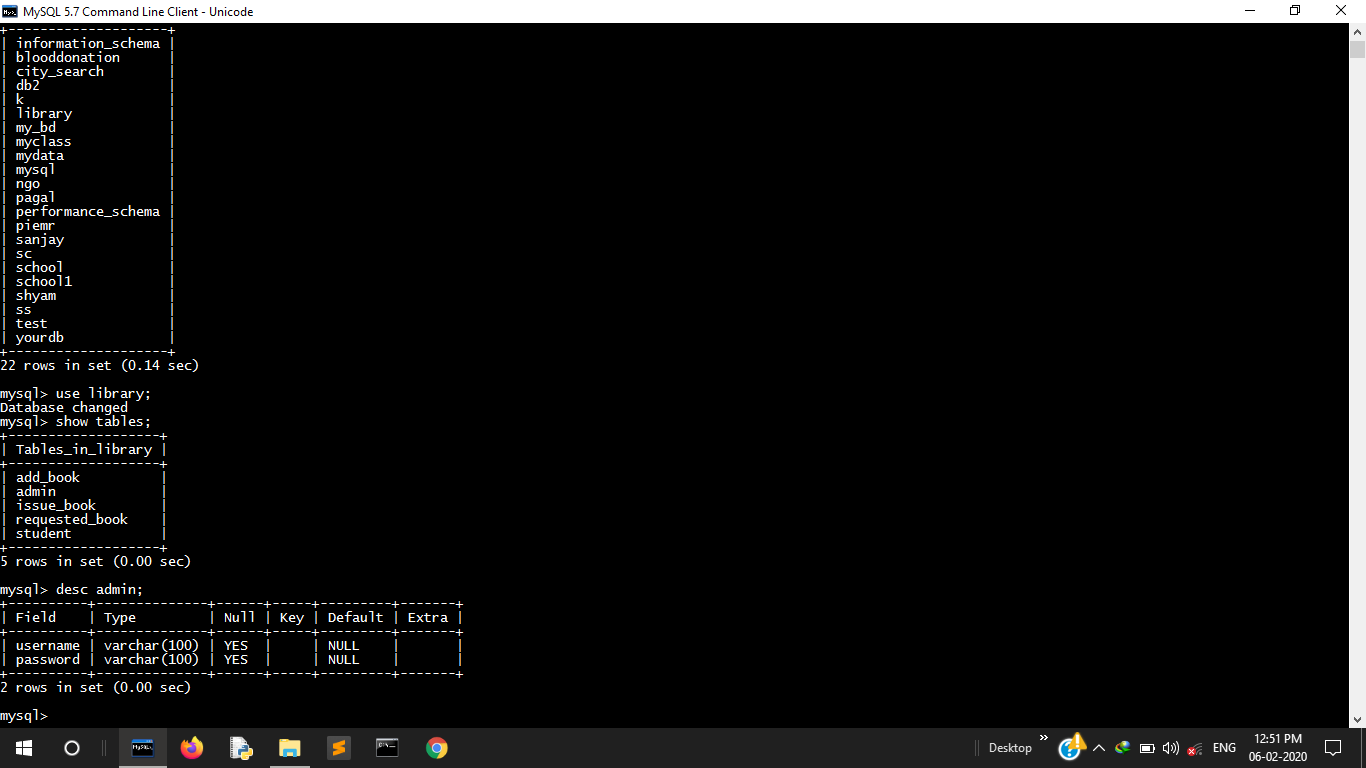 MySQL 5.7 Command Line Client - Unicode
+--------------------+
| information_schema |
| blooddonation      |
| city_search        |
| db2                |
| k                  |
| library            |
| my_bd              |
| myclass            |
| mydata             |
| mysql              |
| ngo                |
| pagal              |
| performance_schema |
| piemr              |
| sanjay             |
| sc                 |
| school             |
| school1            |
| shyam              |
| ss                 |
| test               |
| yourdb             |
+--------------------+
22 rows in set (0.14 sec)
mysql> use library;
Database changed
mysql> show tables;
+-------------------+
| Tables_in_library |
+-------------------+
| add_book          |
| admin             |
| issue_book        |
| requested_book    |
| student           |
+-------------------+
5 rows in set (0.00 sec)
mysql> desc admin;
+----------+--------------+------+-----+---------+-------+
| Field    | Type         | Null | Key | Default | Extra |
+----------+--------------+------+-----+---------+-------+
| username | varchar(100) | YES  |     | NULL    |       |
| password | varchar(100) | YES  |     | NULL    |       |
+----------+--------------+------+-----+---------+-------+
2 rows in set (0.00 sec)
mysql>
Desktop
ENG
12:51 PM
06-02-2020